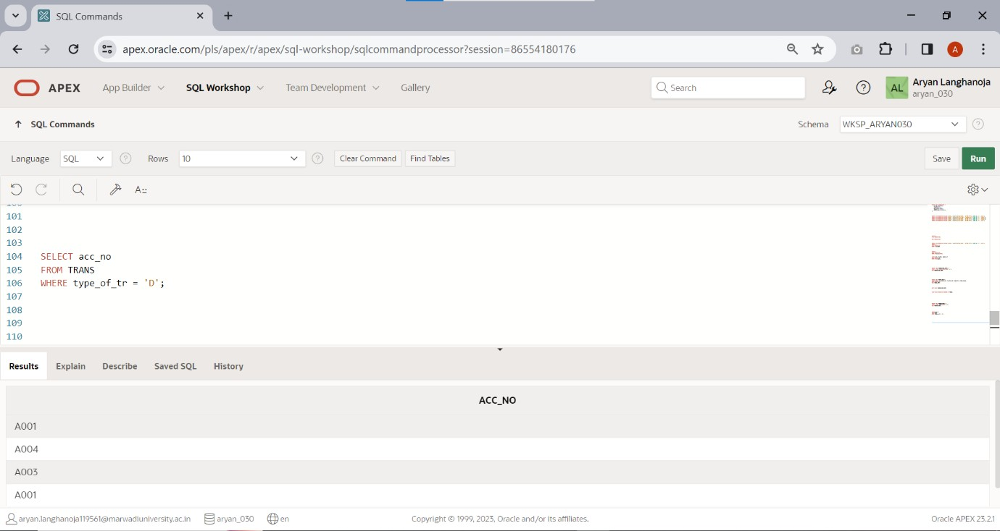 SQL Commands
apex.oracle.com/pls/apex/r/apex/sql-workshop/sqlcommandprocessor?session=86554180176
A
APEX App Builder SQL Workshop Team Development Gallery Search AL Aryan Langhanoja
aryan_030
SQL Commands Schema WKSP_ARYAN030
Language SQL Rows 10 Clear Command Find Tables Save Run
A
101
102
103
104 SELECT acc_no
105 FROM TRANS
106 WHERE type_of_tr = 'D';
107
108
109
110
Results Explain Describe Saved SQL History
ACC_NO
A001
A004
A003
A001
aryan.langhanoja119561@marwadiuniversity.ac.in aryan_030 en Copyright © 1999, 2023, Oracle and/or its affiliates. Oracle APEX 23.2.1